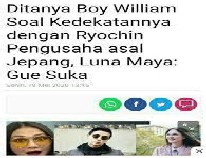 Ditanya Boy William
Soal Kedekatannya
dengan Ryochin
Pengusaha asal
Jepang, Luna Maya:
Gue Suka